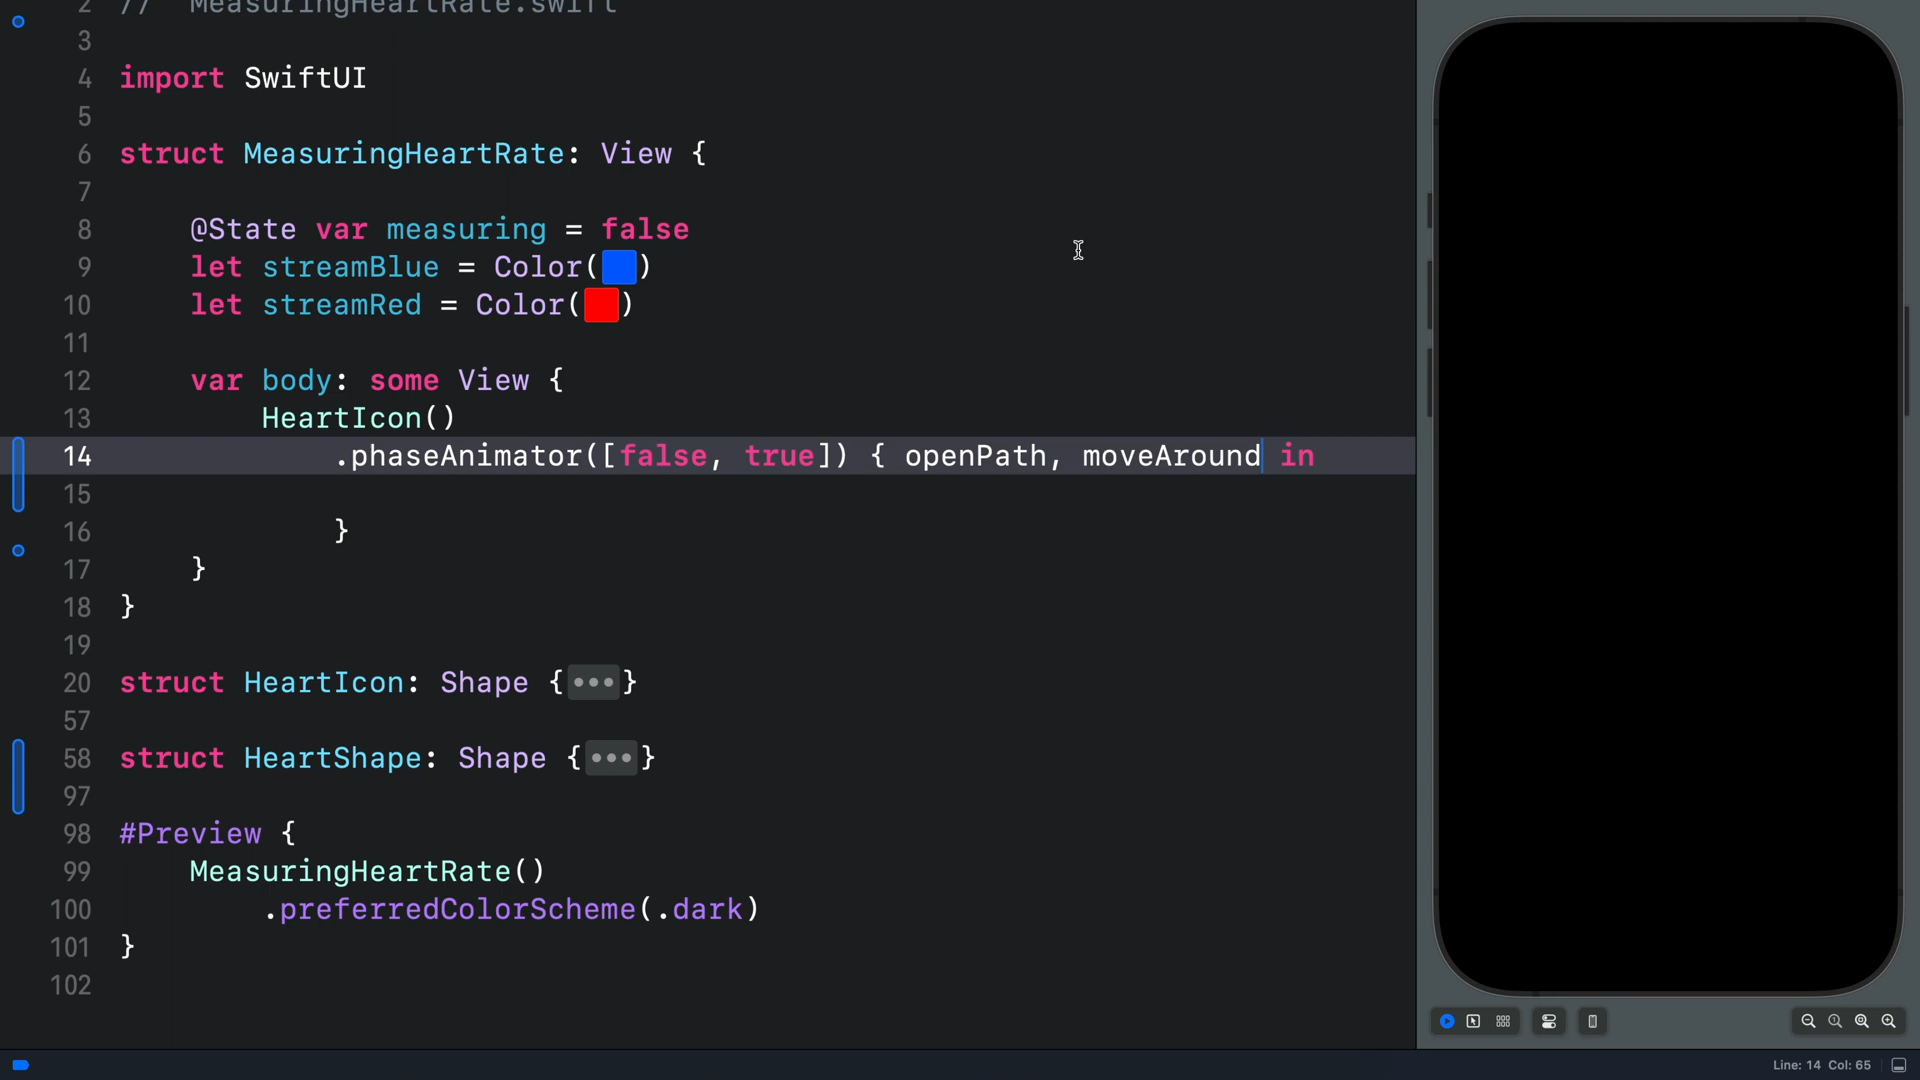 2 // MeasuringHeartRate.swift
3
4 import SwiftUI
5
6 struct MeasuringHeartRate: View {
7
8 @State var measuring = false
9 let streamBlue = Color( )
10 let streamRed = Color( )
11
12 var body: some View {
13 HeartIcon()
14 .phaseAnimator([false, true]) { openPath, moveAround in
15
16 }
17 }
18 }
19
20 struct HeartIcon: Shape {•••}
57
58 struct HeartShape: Shape {•••}
97
98 #Preview {
99 MeasuringHeartRate()
100 .preferredColorScheme(.dark)
101 }
102
Line: 14 Col: 65